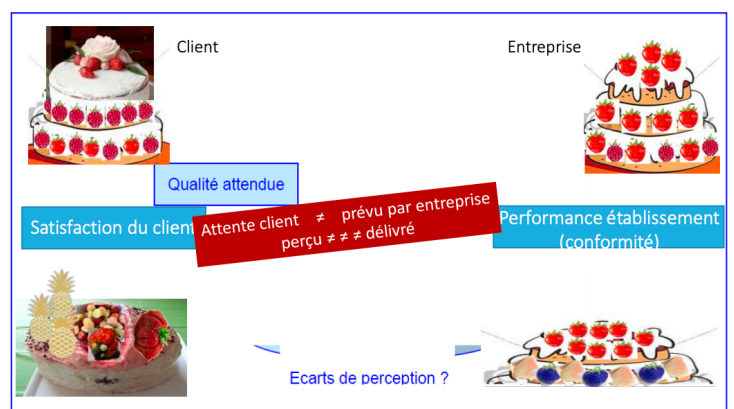 Client
Entreprise
Qualité attendue
Satisfaction du client
Attente client ≠ prévu par entreprise
perçu ≠ ≠ ≠ délivré
Performance établissement
(conformité)
Ecarts de perception ?